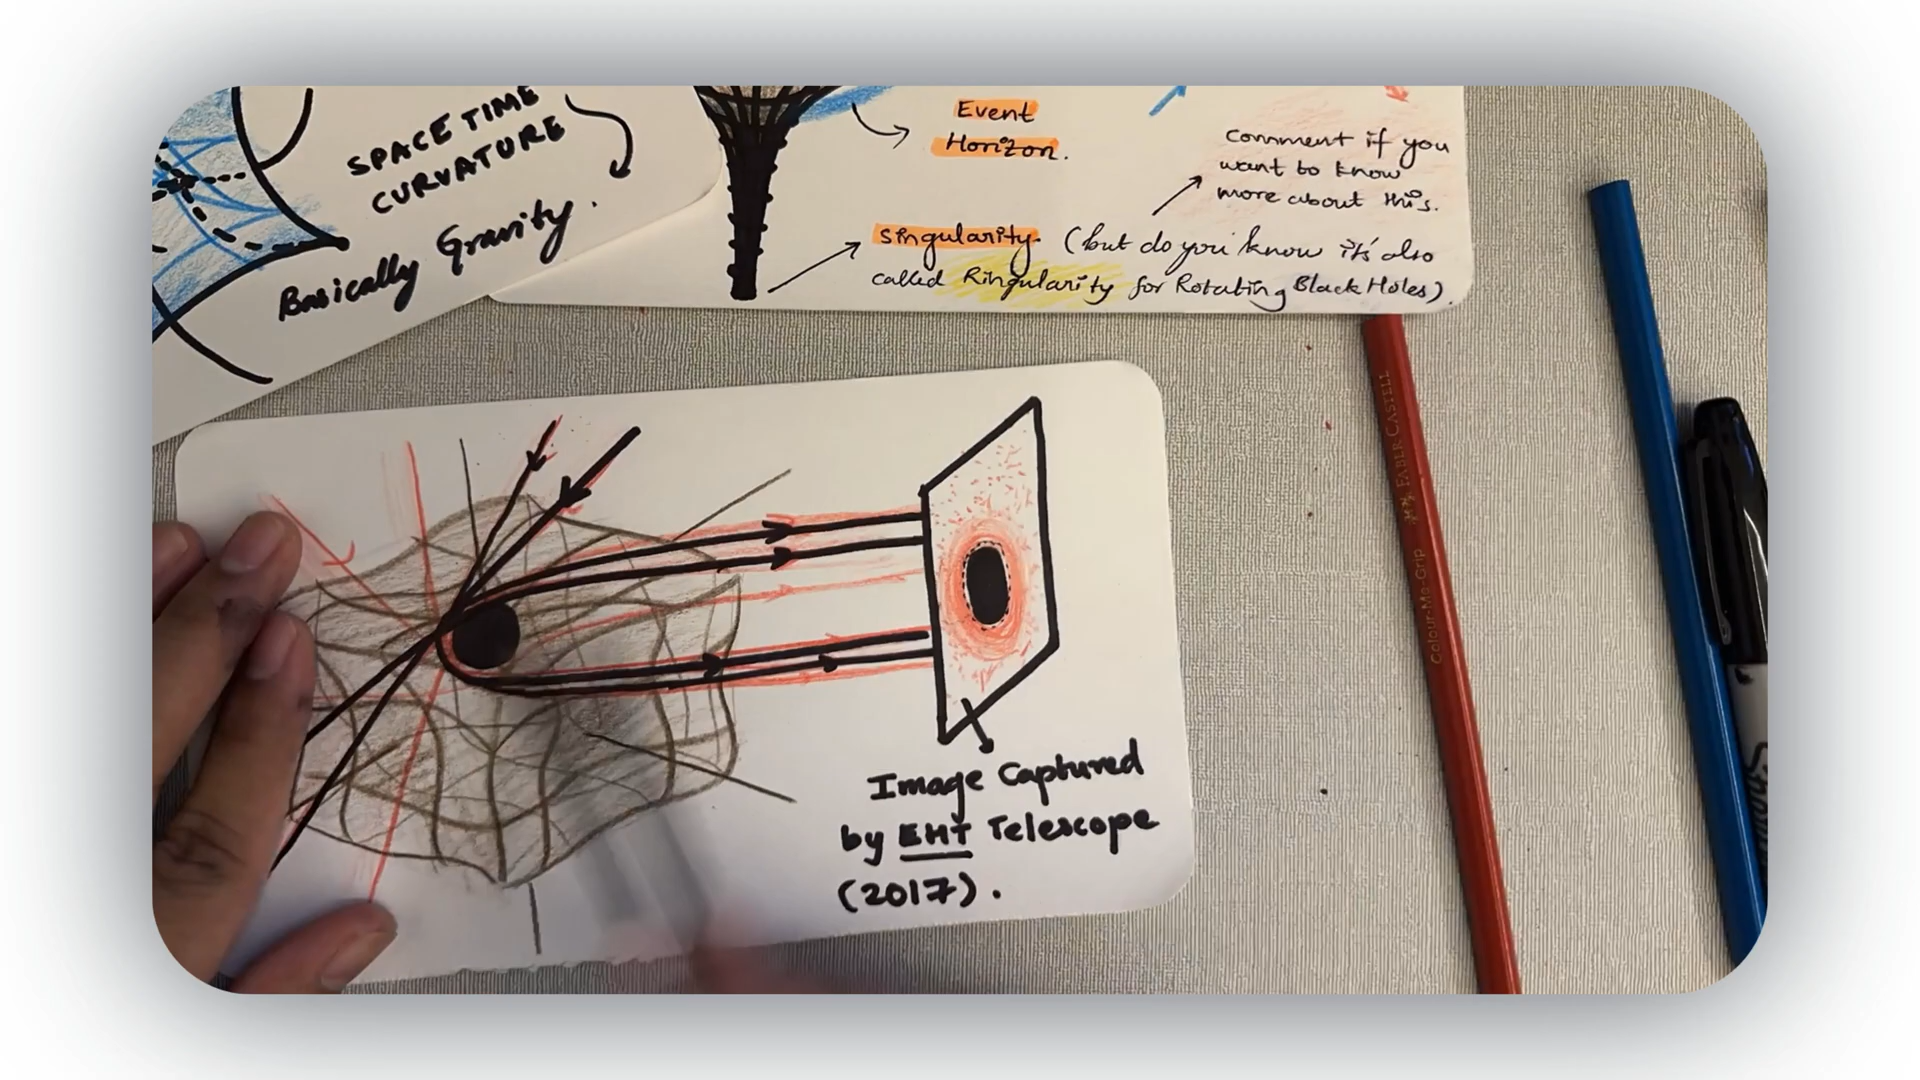 SPACE TIME
CURVATURE
Basically Gravity.
Event
Horizon.
Comment if you
want to know
more about this.
Singularity. (but do you know it's also
called Ringularity for Rotating Black Holes).
Image Captured
by EHT Telescope
(2017).
FABER CASTELL
Colour-Me-Grip